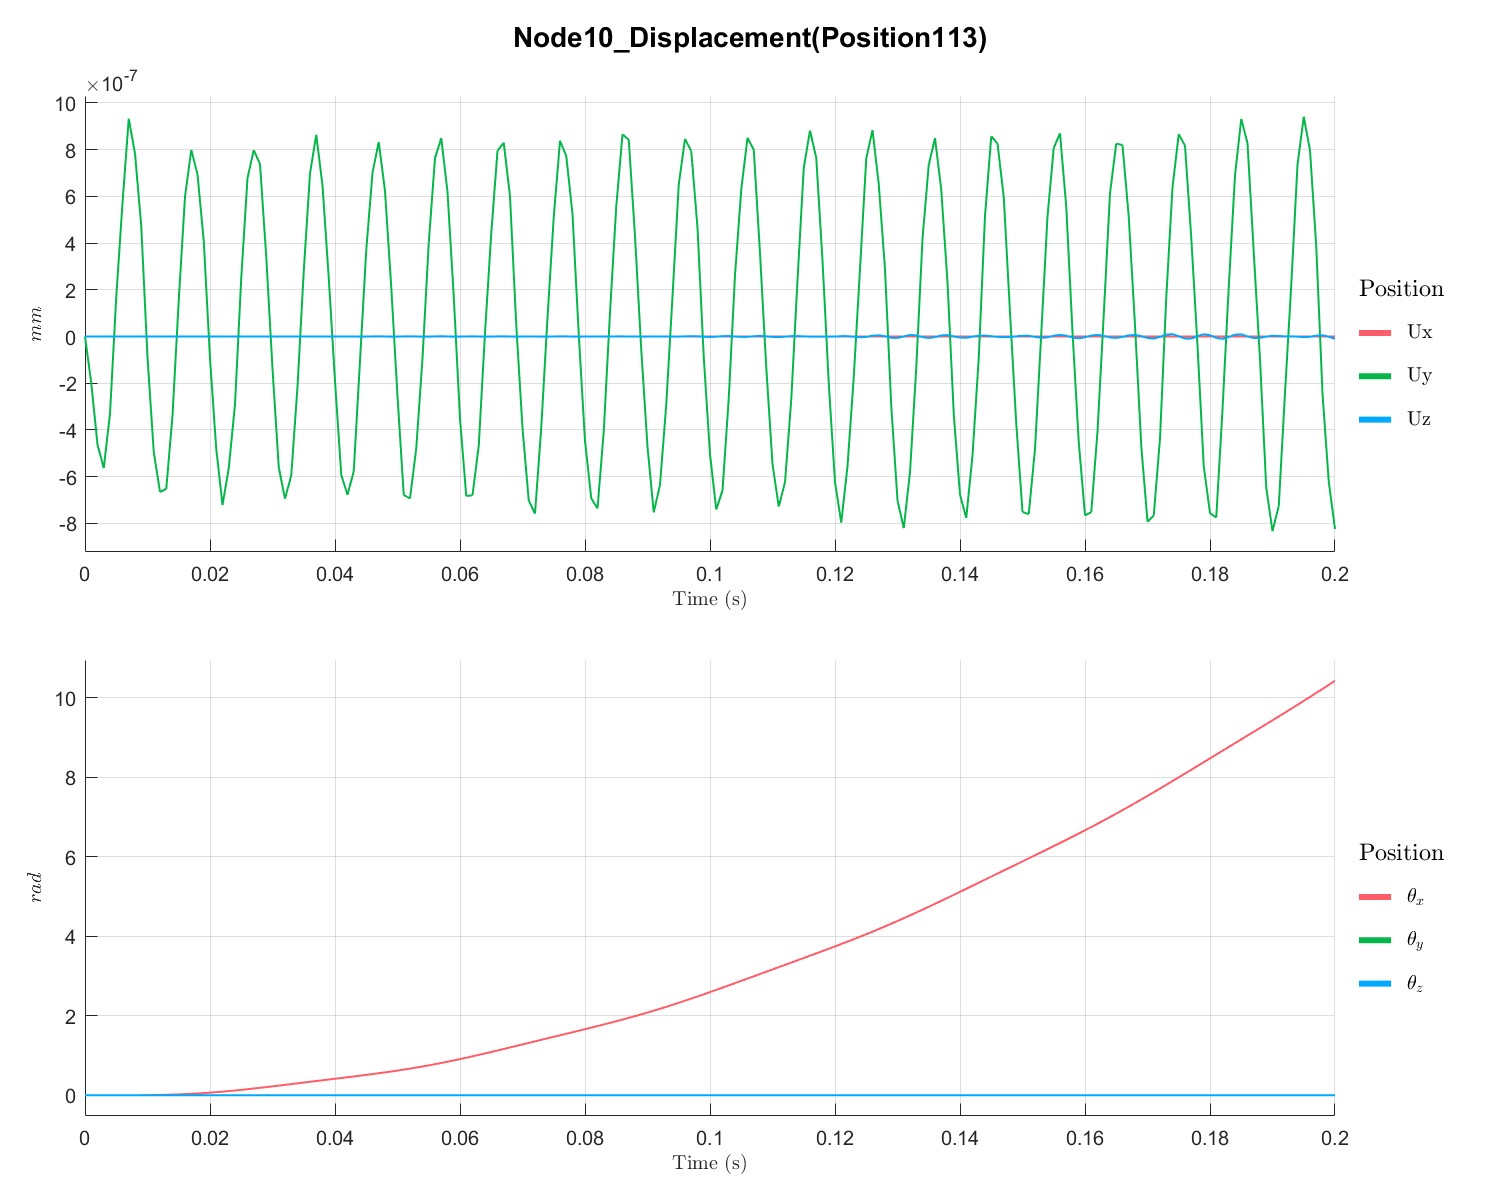 Node10_Displacement(Position113)
×10-7
10
8
6
4
2
0
-2
-4
-6
-8
mm
0 0.02 0.04 0.06 0.08 0.1 0.12 0.14 0.16 0.18 0.2
Time (s)
Position
Ux
Uy
Uz
10
8
6
4
2
0
rad
0 0.02 0.04 0.06 0.08 0.1 0.12 0.14 0.16 0.18 0.2
Time (s)
Position
θx
θy
θz